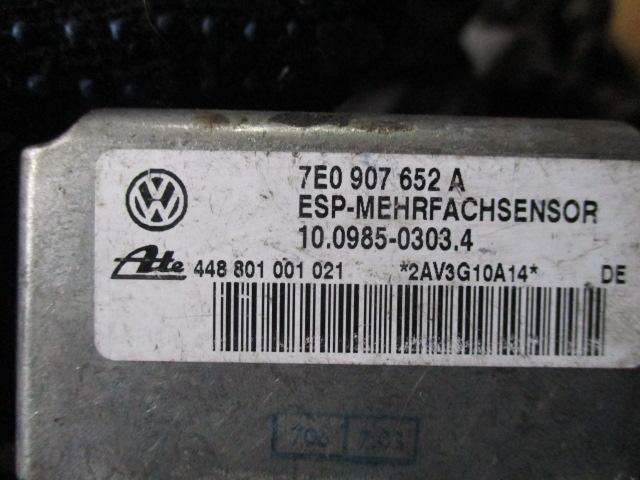 7E0 907 652 A
ESP-MEHRFACHSENSOR
10.0985-0303.4
Ate 448 801 001 021 *2AV3G10A14* DE